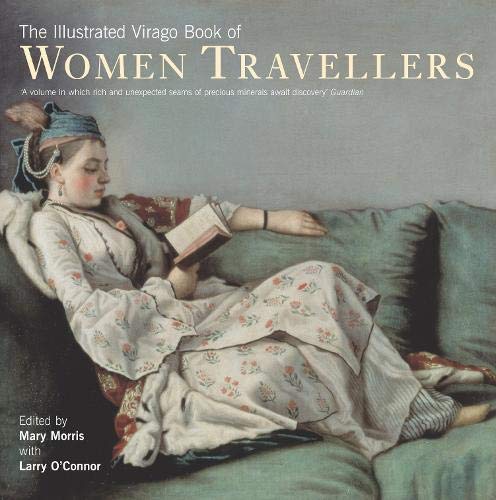 The Illustrated Virago Book of
WOMEN TRAVELLERS
'A volume in which rich and unexpected seams of precious minerals await discovery' Guardian
Edited by
Mary Morris
with
Larry O'Connor